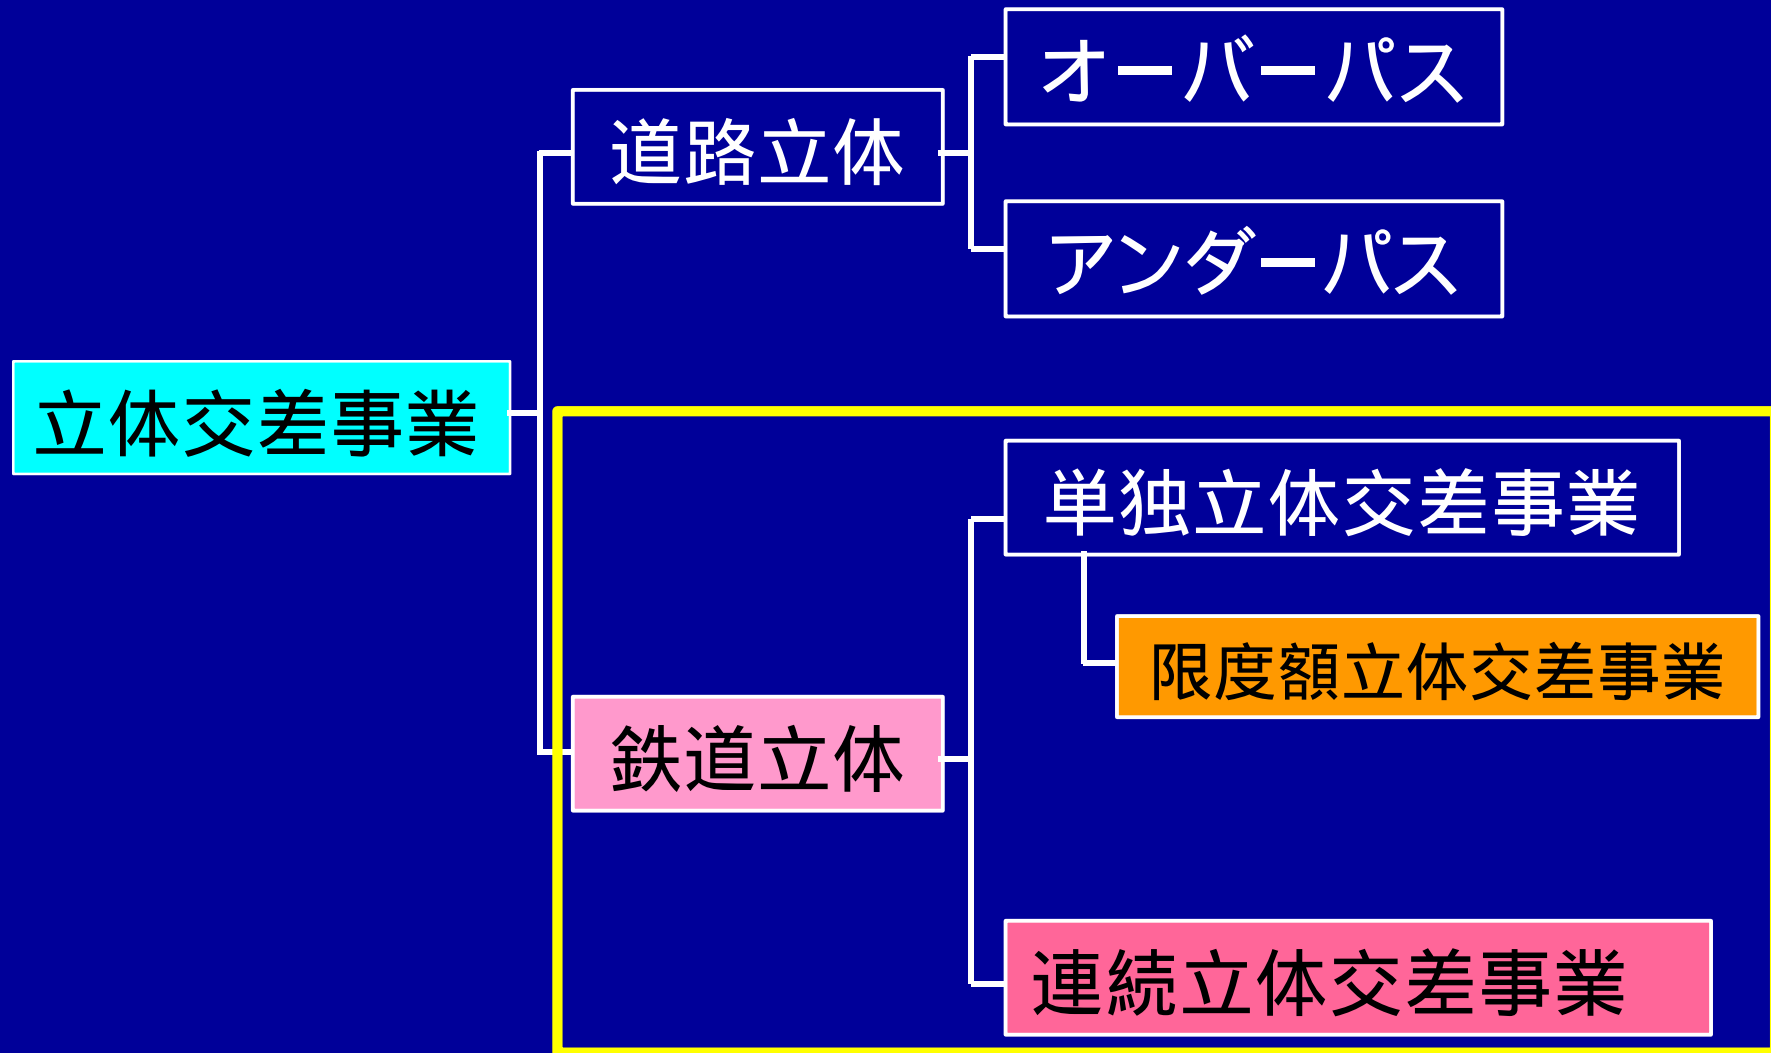 オーバーパス
道路立体
アンダーパス
立体交差事業
単独立体交差事業
限度額立体交差事業
鉄道立体
連続立体交差事業